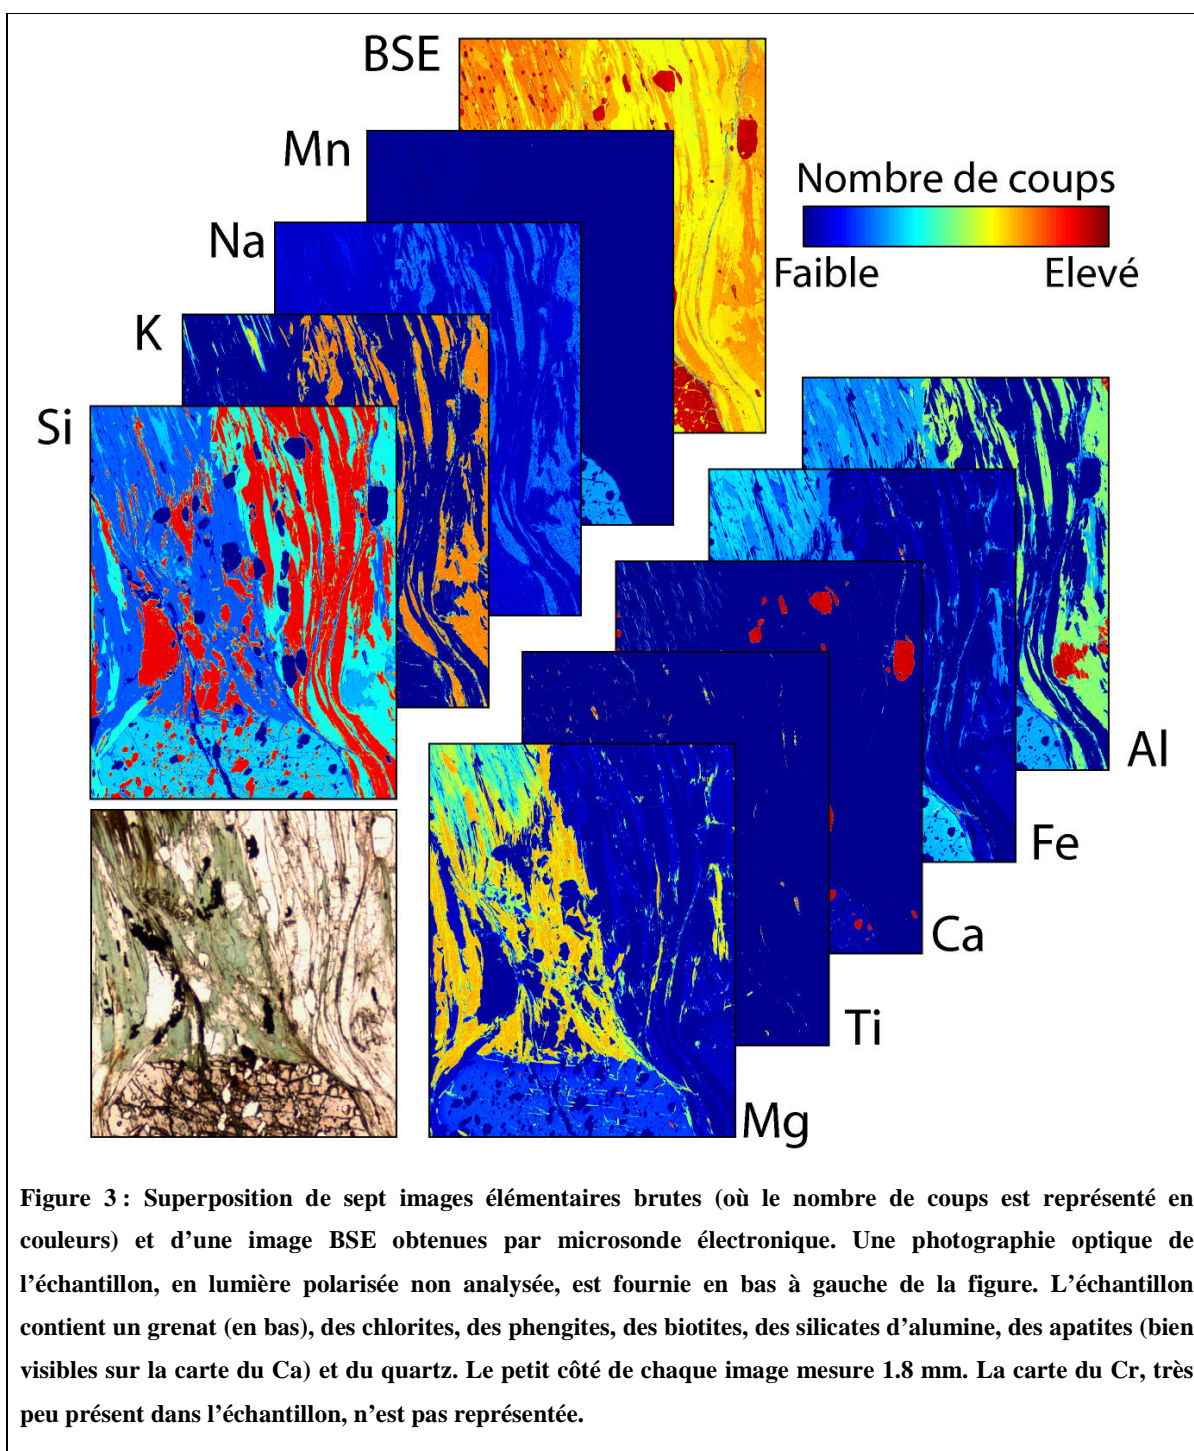 BSE
Mn
Nombre de coups
Na
Faible
Elevé
K
Si
Al
Fe
Ca
Ti
Mg
Figure 3 : Superposition de sept images élémentaires brutes (où le nombre de coups est représenté en
couleurs) et d’une image BSE obtenues par microsonde électronique. Une photographie optique de
l’échantillon, en lumière polarisée non analysée, est fournie en bas à gauche de la figure. L’échantillon
contient un grenat (en bas), des chlorites, des phengites, des biotites, des silicates d’alumine, des apatites (bien
visibles sur la carte du Ca) et du quartz. Le petit côté de chaque image mesure 1.8 mm. La carte du Cr, très
peu présent dans l’échantillon, n’est pas représentée.